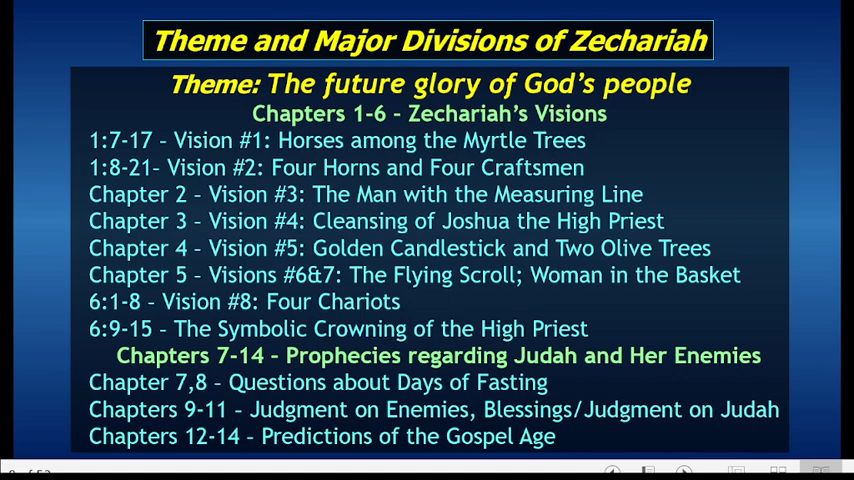 Theme and Major Divisions of Zechariah
Theme: The future glory of God's people
Chapters 1-6 – Zechariah's Visions
1:7-17 – Vision #1: Horses among the Myrtle Trees
1:8-21– Vision #2: Four Horns and Four Craftsmen
Chapter 2 – Vision #3: The Man with the Measuring Line
Chapter 3 – Vision #4: Cleansing of Joshua the High Priest
Chapter 4 – Vision #5: Golden Candlestick and Two Olive Trees
Chapter 5 – Visions #6&7: The Flying Scroll; Woman in the Basket
6:1-8 – Vision #8: Four Chariots
6:9-15 – The Symbolic Crowning of the High Priest
Chapters 7-14 – Prophecies regarding Judah and Her Enemies
Chapter 7,8 – Questions about Days of Fasting
Chapters 9-11 – Judgment on Enemies, Blessings/Judgment on Judah
Chapters 12-14 – Predictions of the Gospel Age